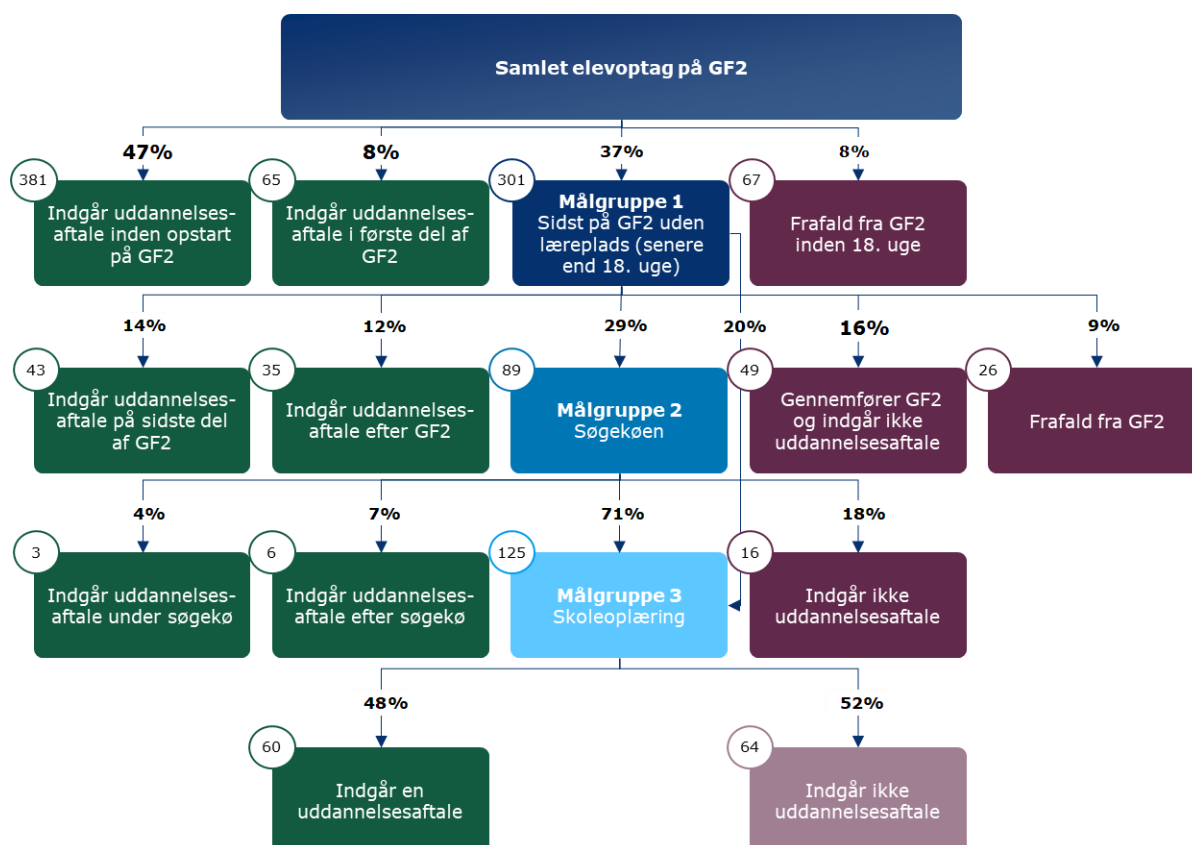 Samlet elevoptag på GF2
47%
8%
37%
8%
381
Indgår uddannelses-
aftale inden opstart
på GF2
65
Indgår uddannelses-
aftale i første del af
GF2
301
Målgruppe 1
Sidst på GF2 uden
læreplads (senere
end 18. uge)
67
Frafald fra GF2
inden 18. uge
14%
12%
29%
20%
16%
9%
43
Indgår uddannelses-
aftale på sidste del
af GF2
35
Indgår uddannelses-
aftale efter GF2
89
Målgruppe 2
Søgekøen
49
Gennemfører GF2
og indgår ikke
uddannelsesaftale
26
Frafald fra GF2
4%
7%
71%
18%
3
Indgår uddannelses-
aftale under søgekø
6
Indgår uddannelses-
aftale efter søgekø
125
Målgruppe 3
Skoleoplæring
16
Indgår ikke
uddannelsesaftale
48%
52%
60
Indgår en
uddannelsesaftale
64
Indgår ikke
uddannelsesaftale